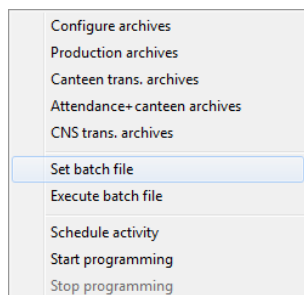 Configure archives
Production archives
Canteen trans. archives
Attendance+canteen archives
CNS trans. archives
Set batch file
Execute batch file
Schedule activity
Start programming
Stop programming